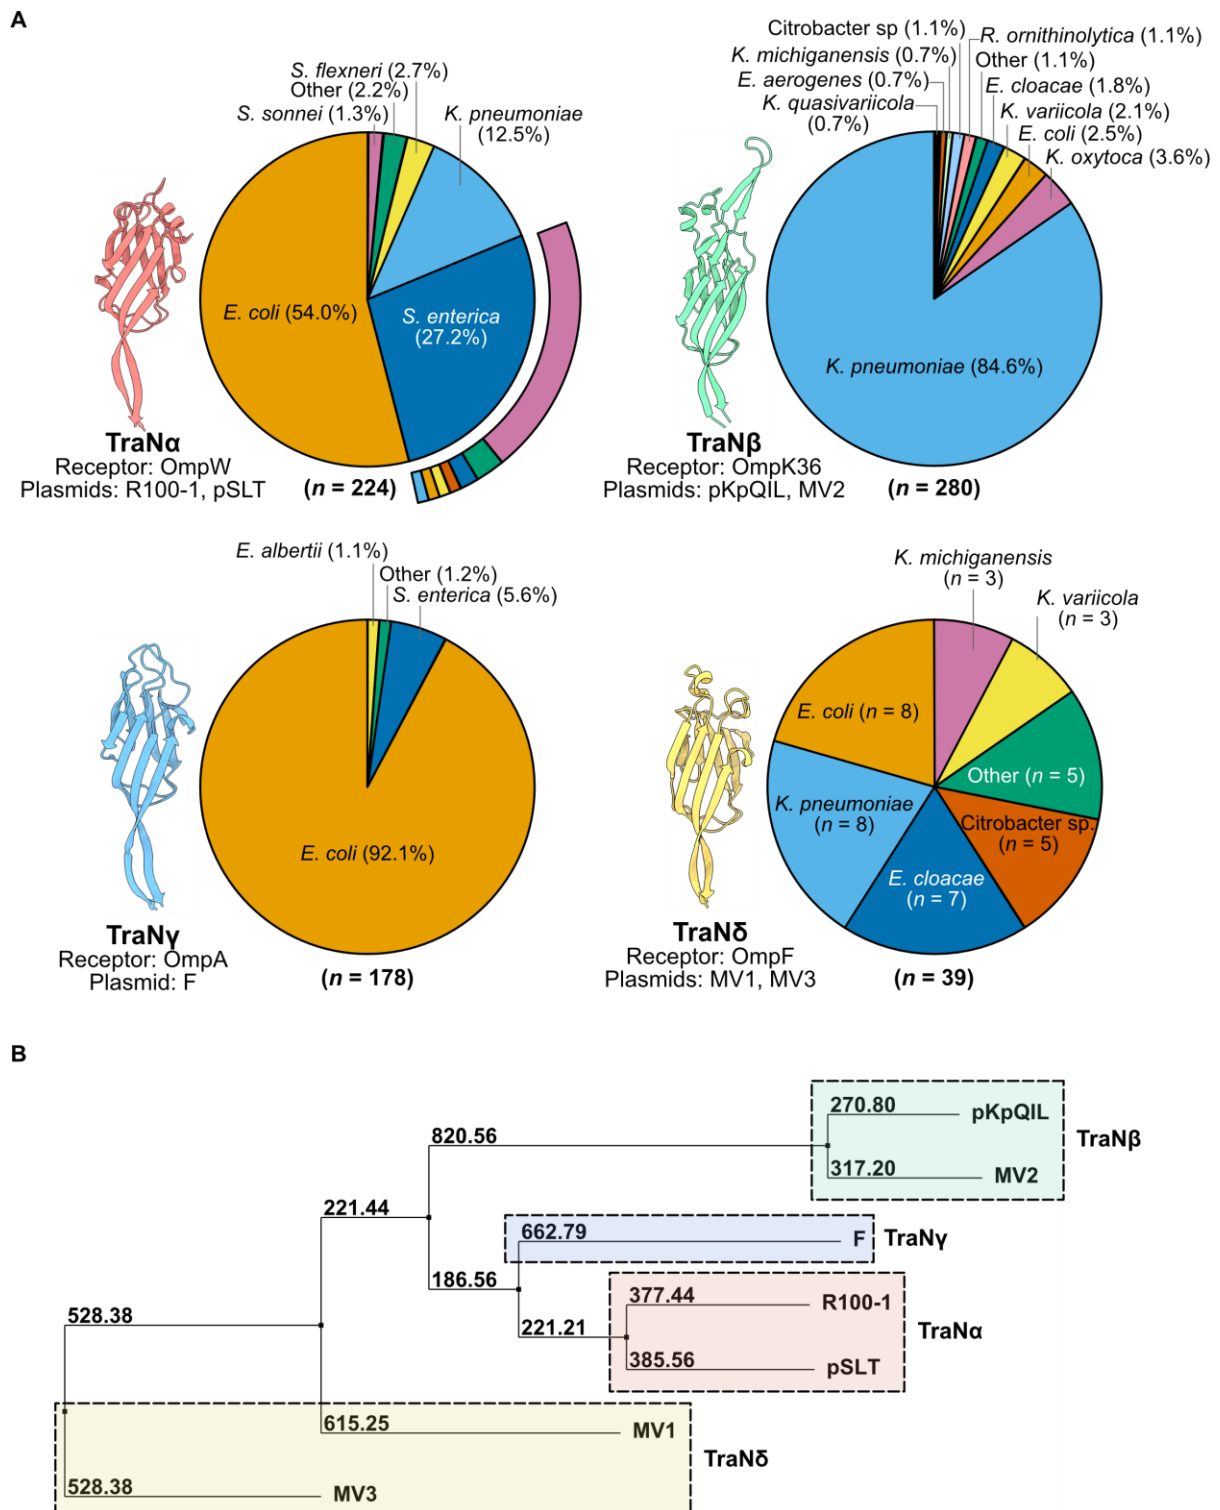 A
S. flexneri (2.7%)
Other (2.2%)
S. sonnei (1.3%)
K. pneumoniae
(12.5%)
E. coli (54.0%)
S. enterica
(27.2%)
TraNα
Receptor: OmpW
Plasmids: R100-1, pSLT
(n = 224)
Citrobacter sp (1.1%)
R. ornithinolytica (1.1%)
K. michiganensis (0.7%)
Other (1.1%)
E. aerogenes (0.7%)
E. cloacae (1.8%)
K. quasivariicola
(0.7%)
K. variicola (2.1%)
E. coli (2.5%)
K. oxytoca (3.6%)
K. pneumoniae (84.6%)
TraNβ
Receptor: OmpK36
Plasmids: pKpQIL, MV2
(n = 280)
E. albertii (1.1%)
Other (1.2%)
S. enterica (5.6%)
E. coli (92.1%)
TraNγ
Receptor: OmpA
Plasmid: F
(n = 178)
K. michiganensis
(n = 3)
K. variicola
(n = 3)
E. coli (n = 8)
Other (n = 5)
K. pneumoniae
(n = 8)
Citrobacter sp.
(n = 5)
E. cloacae
(n = 7)
TraNδ
Receptor: OmpF
Plasmids: MV1, MV3
(n = 39)
B
270.80
pKpQIL
TraNβ
820.56
317.20
MV2
221.44
662.79
F
TraNγ
186.56
377.44
R100-1
528.38
TraNα
221.21
385.56
pSLT
615.25
MV1
TraNδ
528.38
MV3